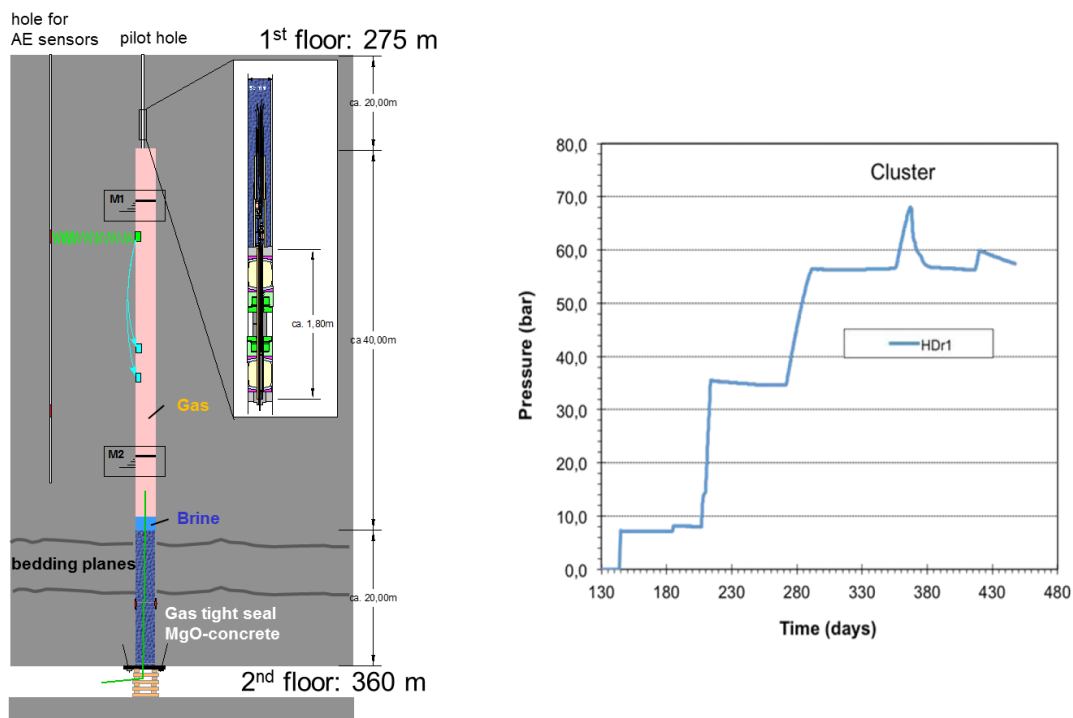 hole for
AE sensors
pilot hole
1st floor: 275 m
ca. 20,00m
M1
ca. 1,80m
ca 40,00m
Gas
M2
Brine
bedding planes
ca. 20,00m
Gas tight seal
MgO-concrete
2nd floor: 360 m
80,0
Cluster
70,0
60,0
50,0
40,0
HDr1
30,0
20,0
10,0
0,0
Pressure (bar)
130 180 230 280 330 380 430 480
Time (days)